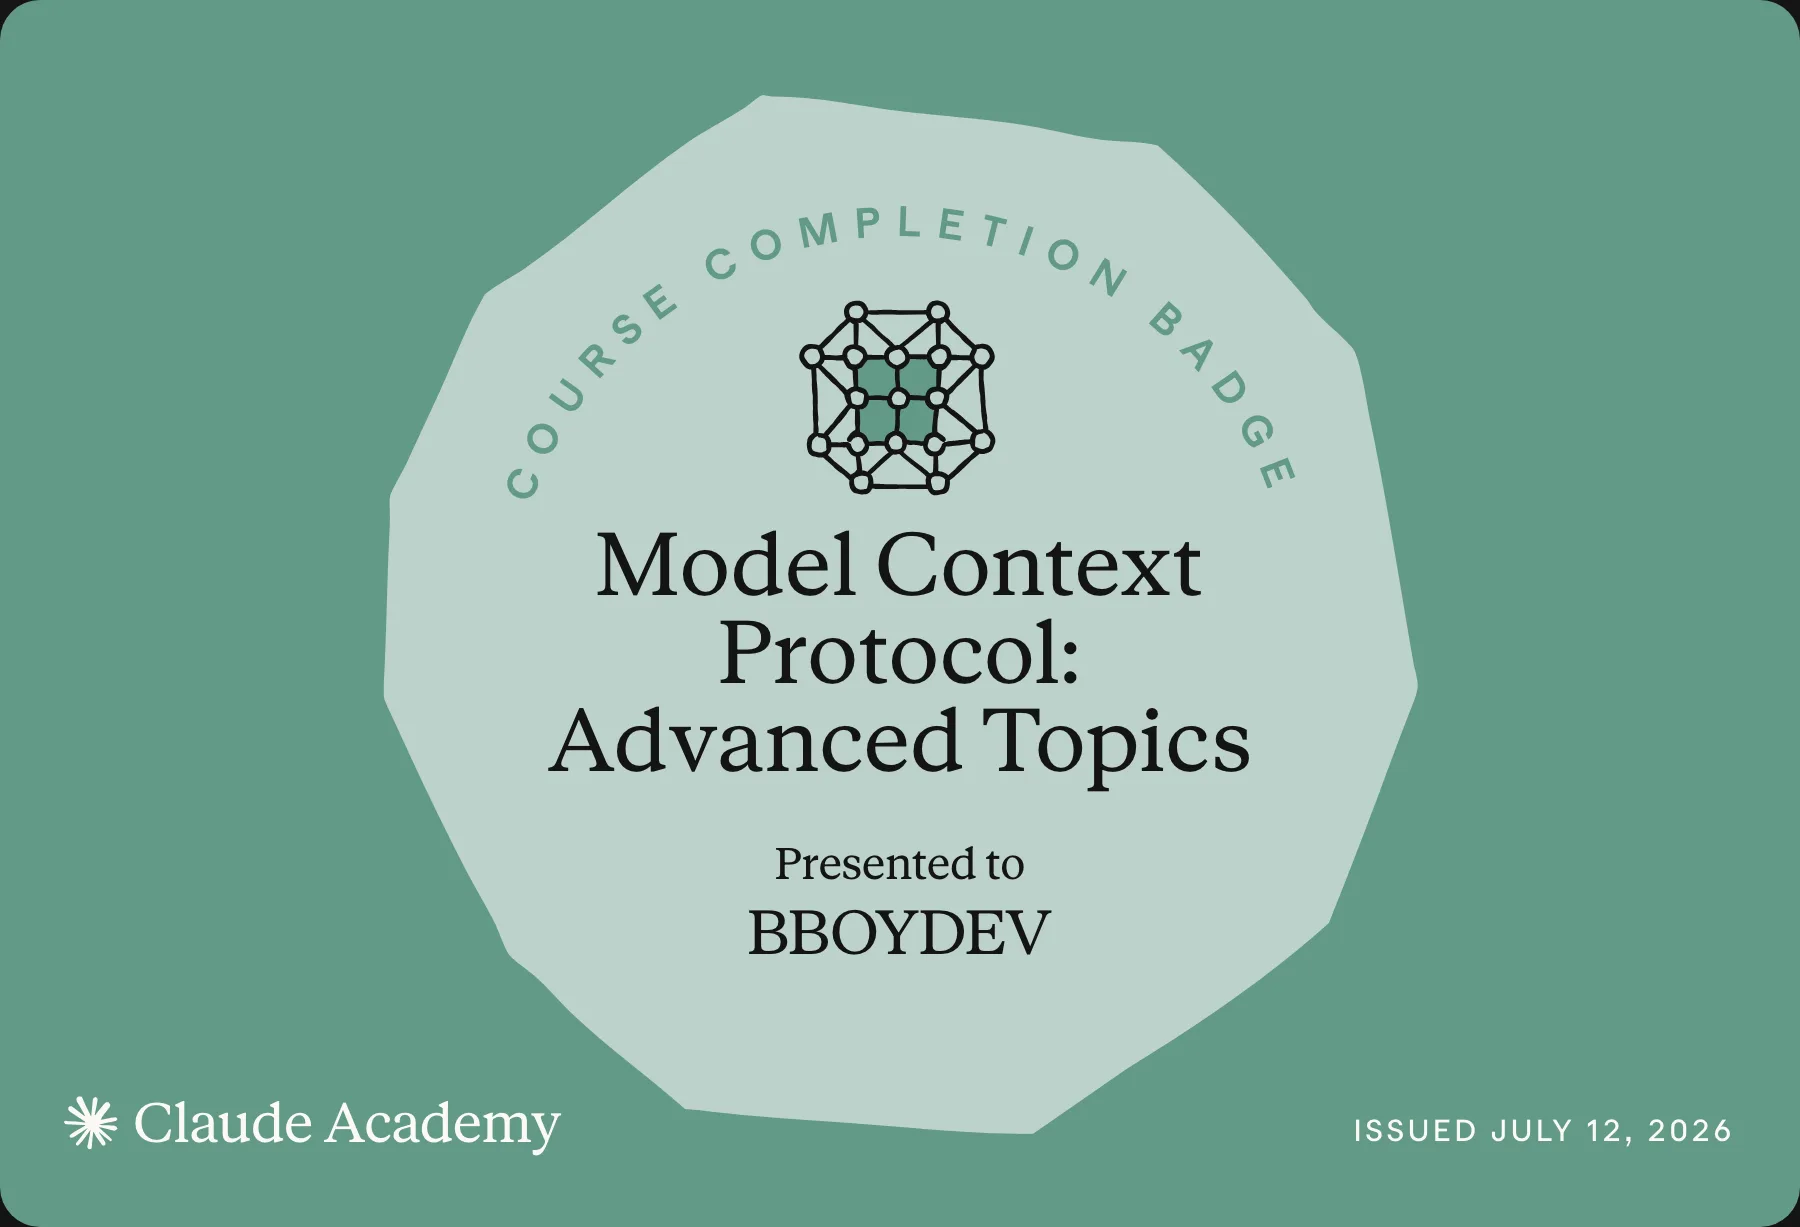 COURSE COMPLETION BADGE
Model Context
Protocol:
Advanced Topics
Presented to
BBOYDEV
Claude Academy
ISSUED JULY 12, 2026